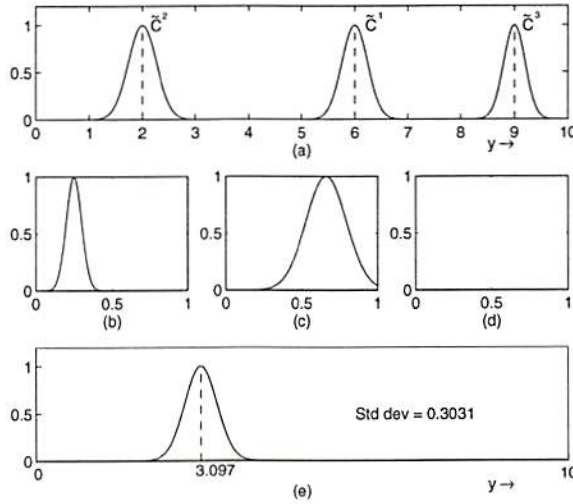 C̃² C̃¹ C̃³
1
0.5
0
0 1 2 3 4 5 6 7 8 9 10
(a) y →
1 1 1
0.5 0.5 0.5
0 0 0
0 0.5 1 0 0.5 1 0 0.5 1
(b) (c) (d)
1
0.5 Std dev = 0.3031
0
0 3.097 10
(e) y →